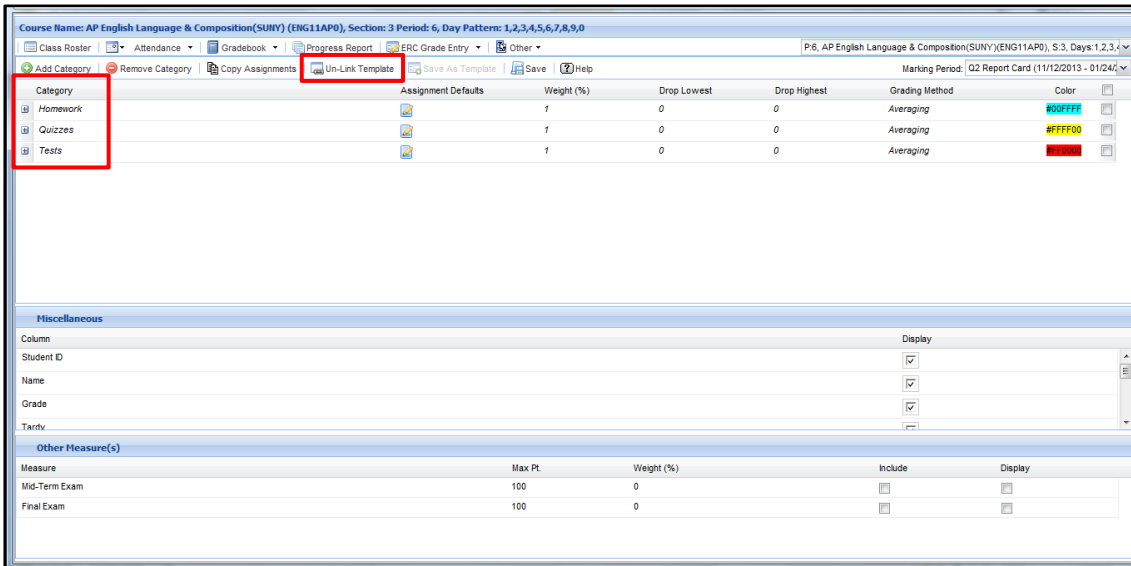 Course Name: AP English Language & Composition(SUNY) (ENG11AP0), Section: 3 Period: 6, Day Pattern: 1,2,3,4,5,6,7,8,9,0
Class Roster Attendance Gradebook Progress Report ERC Grade Entry Other P:6, AP English Language & Composition(SUNY)(ENG11AP0), S:3, Days:1,2,3,4
Add Category Remove Category Copy Assignments Un-Link Template Save As Template Save Help Marking Period: Q2 Report Card (11/12/2013 - 01/24/2
Category Assignment Defaults Weight (%) Drop Lowest Drop Highest Grading Method Color
Homework 1 0 0 Averaging #00FFFF
Quizzes 1 0 0 Averaging #FFFF00
Tests 1 0 0 Averaging #FF0000
Miscellaneous
Column Display
Student ID
Name
Grade
Tardy
Other Measure(s)
Measure Max Pt. Weight (%) Include Display
Mid-Term Exam 100 0
Final Exam 100 0